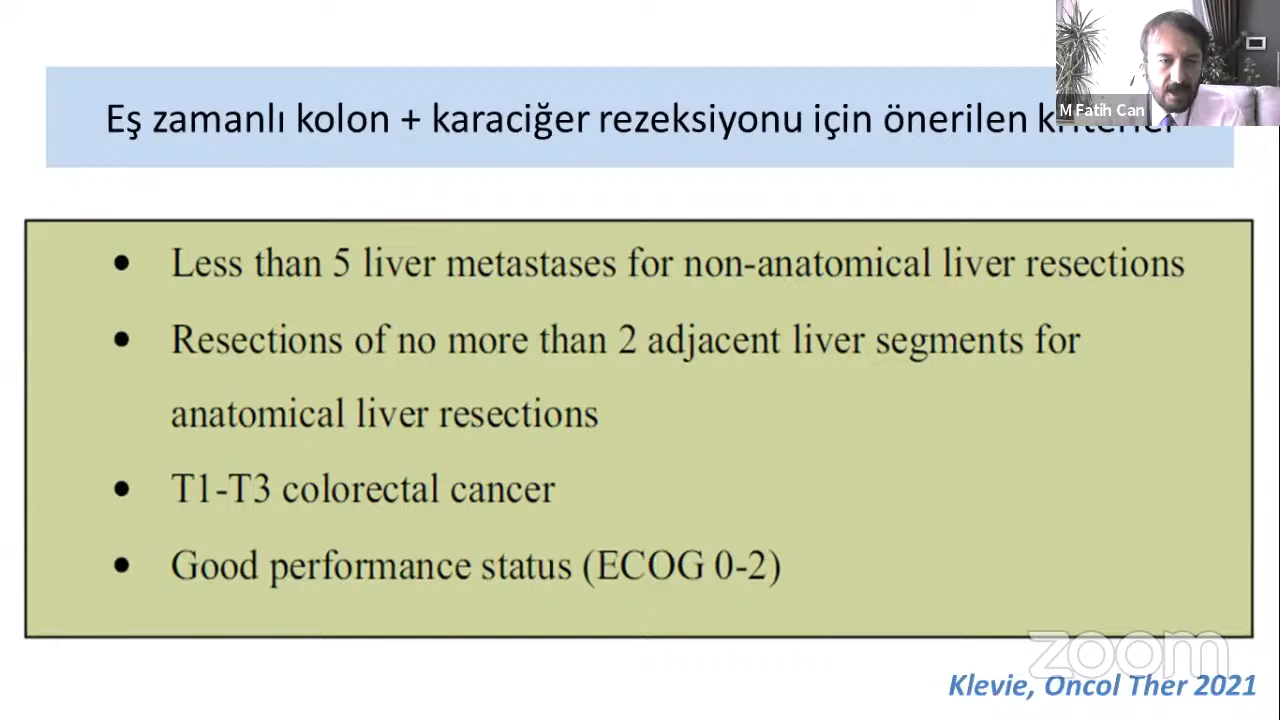 Eş zamanlı kolon + karaciğer rezeksiyonu için önerilen
M Fatih Can
• Less than 5 liver metastases for non-anatomical liver resections
• Resections of no more than 2 adjacent liver segments for
anatomical liver resections
• T1-T3 colorectal cancer
• Good performance status (ECOG 0-2)
zoom
Klevie, Oncol Ther 2021